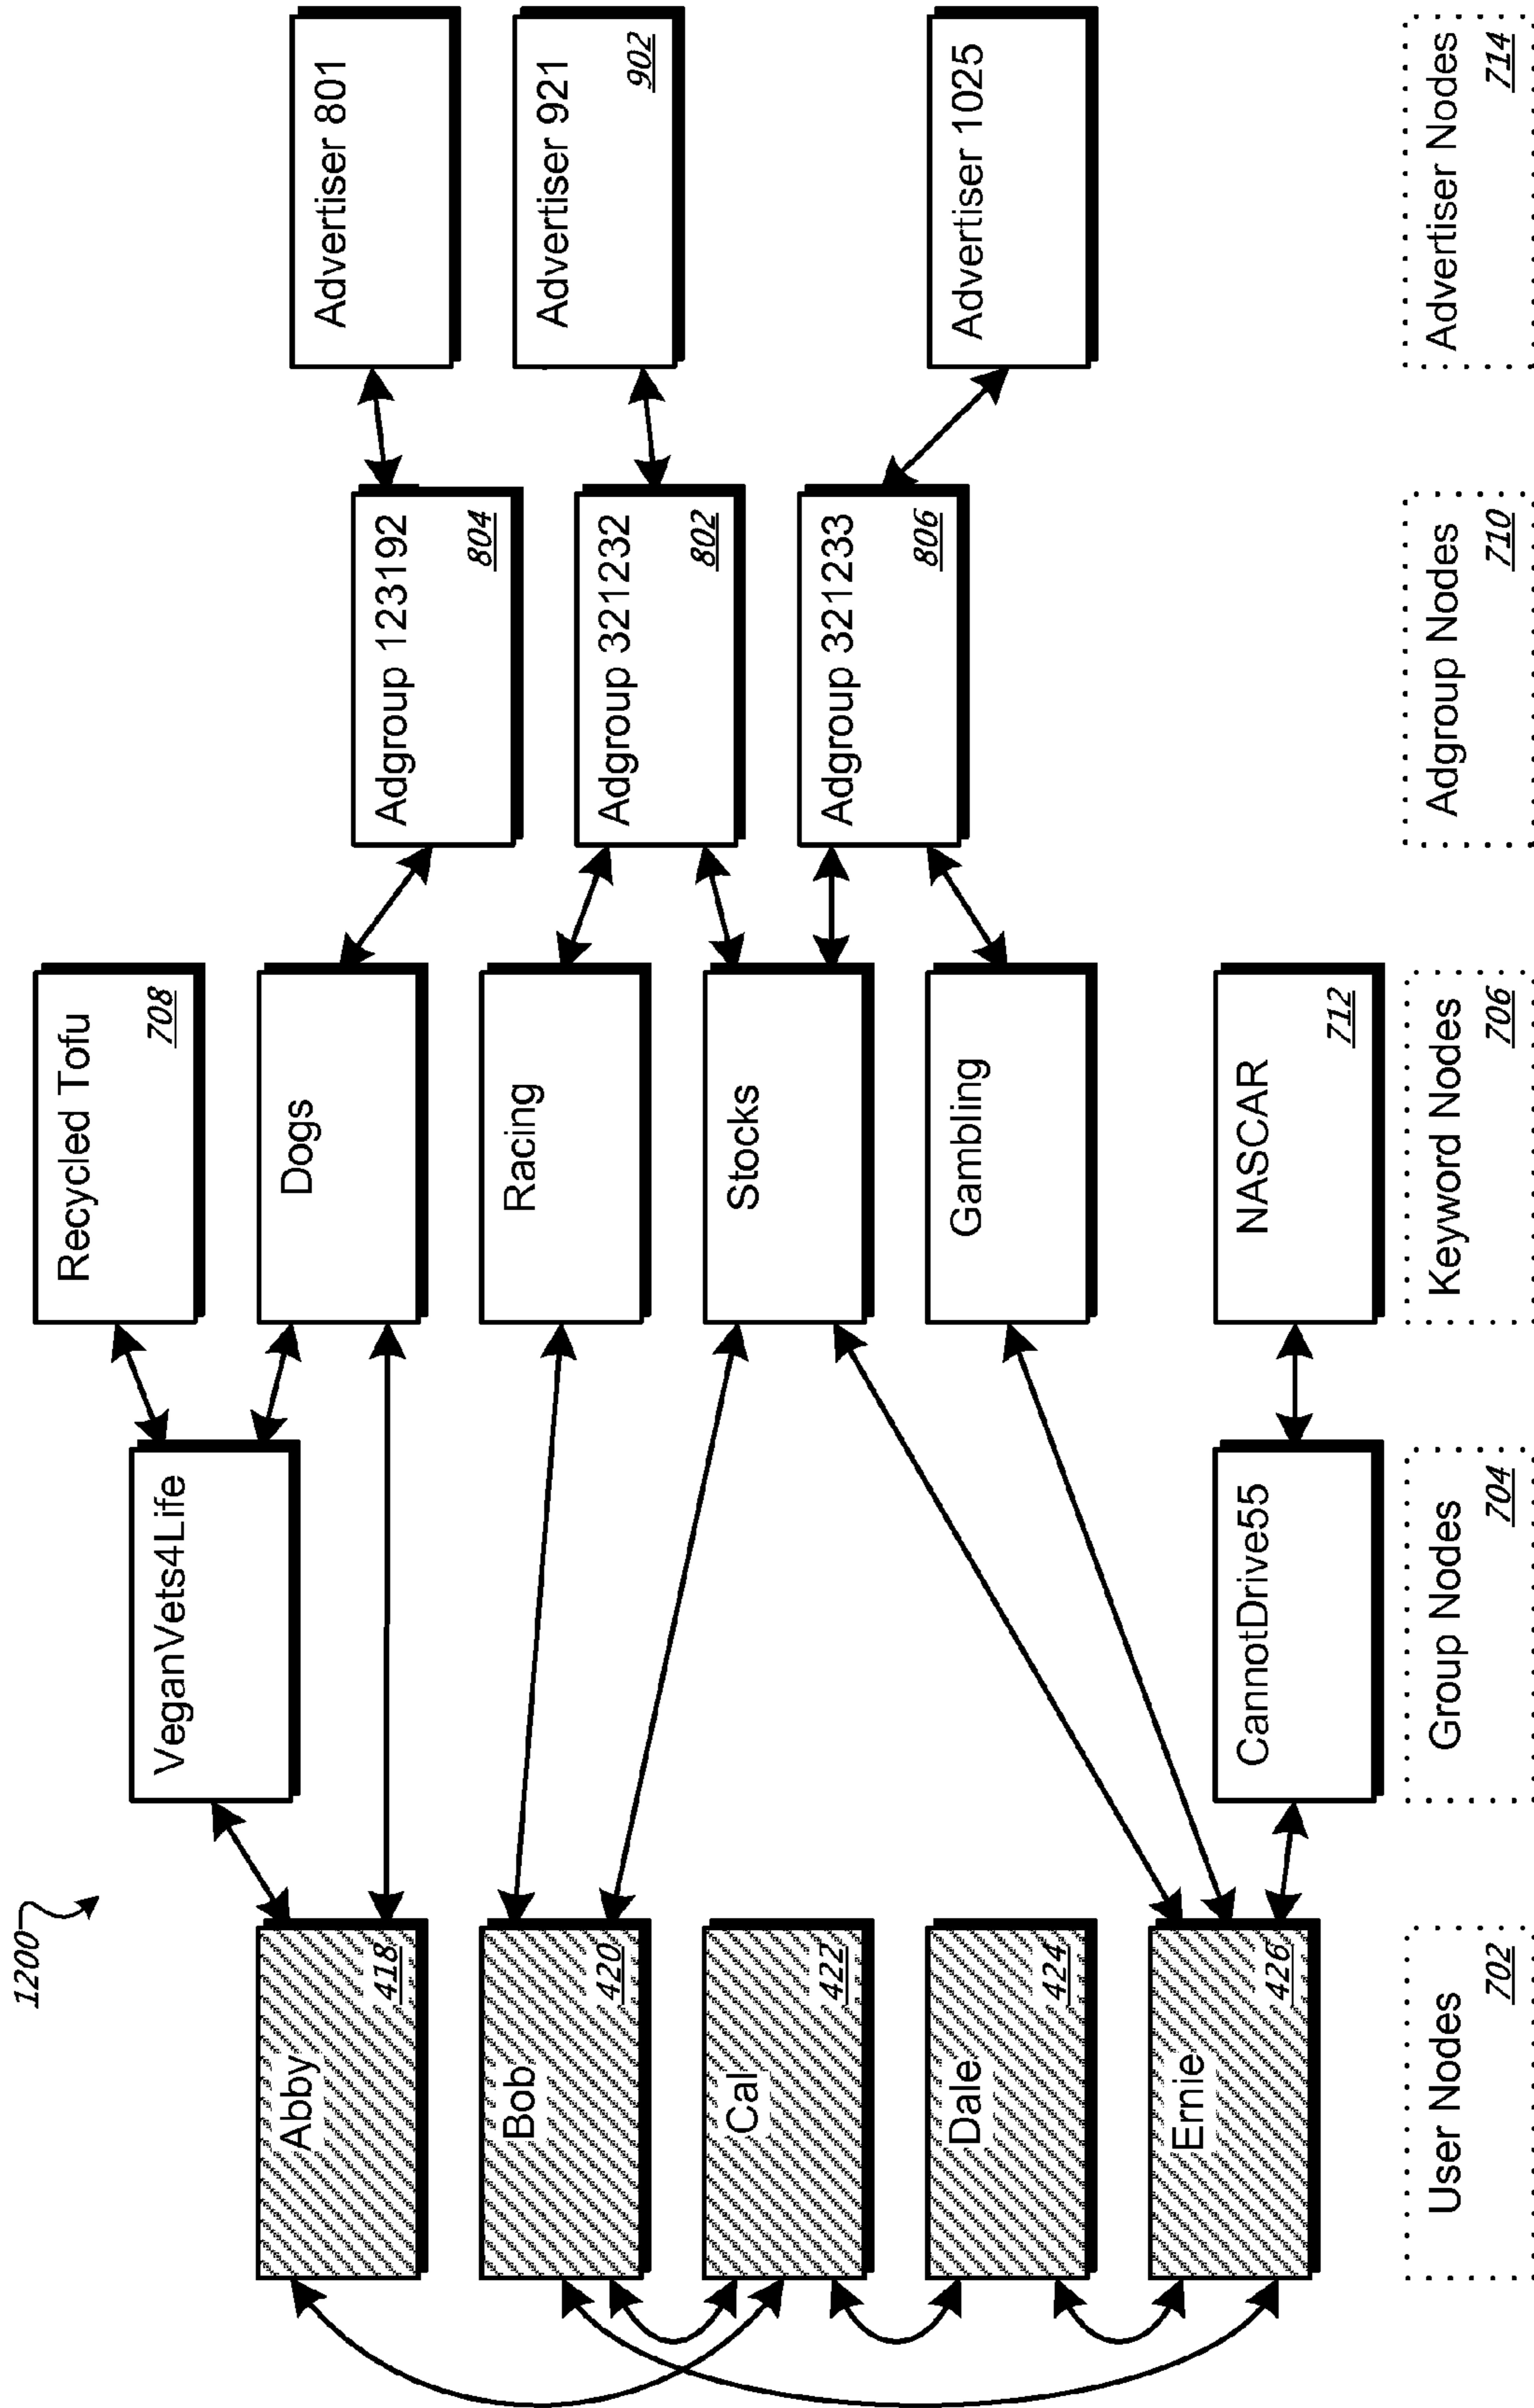 1200
Abby
418
Bob
420
Cal
422
Dale
424
Ernie
426
User Nodes
702
VeganVets4Life
CannotDrive55
Group Nodes
704
Recycled Tofu
708
Dogs
Racing
Stocks
Gambling
NASCAR
712
Keyword Nodes
706
Adgroup 123192
804
Adgroup 321232
802
Adgroup 321233
806
Adgroup Nodes
710
Advertiser 801
Advertiser 921
902
Advertiser 1025
Advertiser Nodes
714